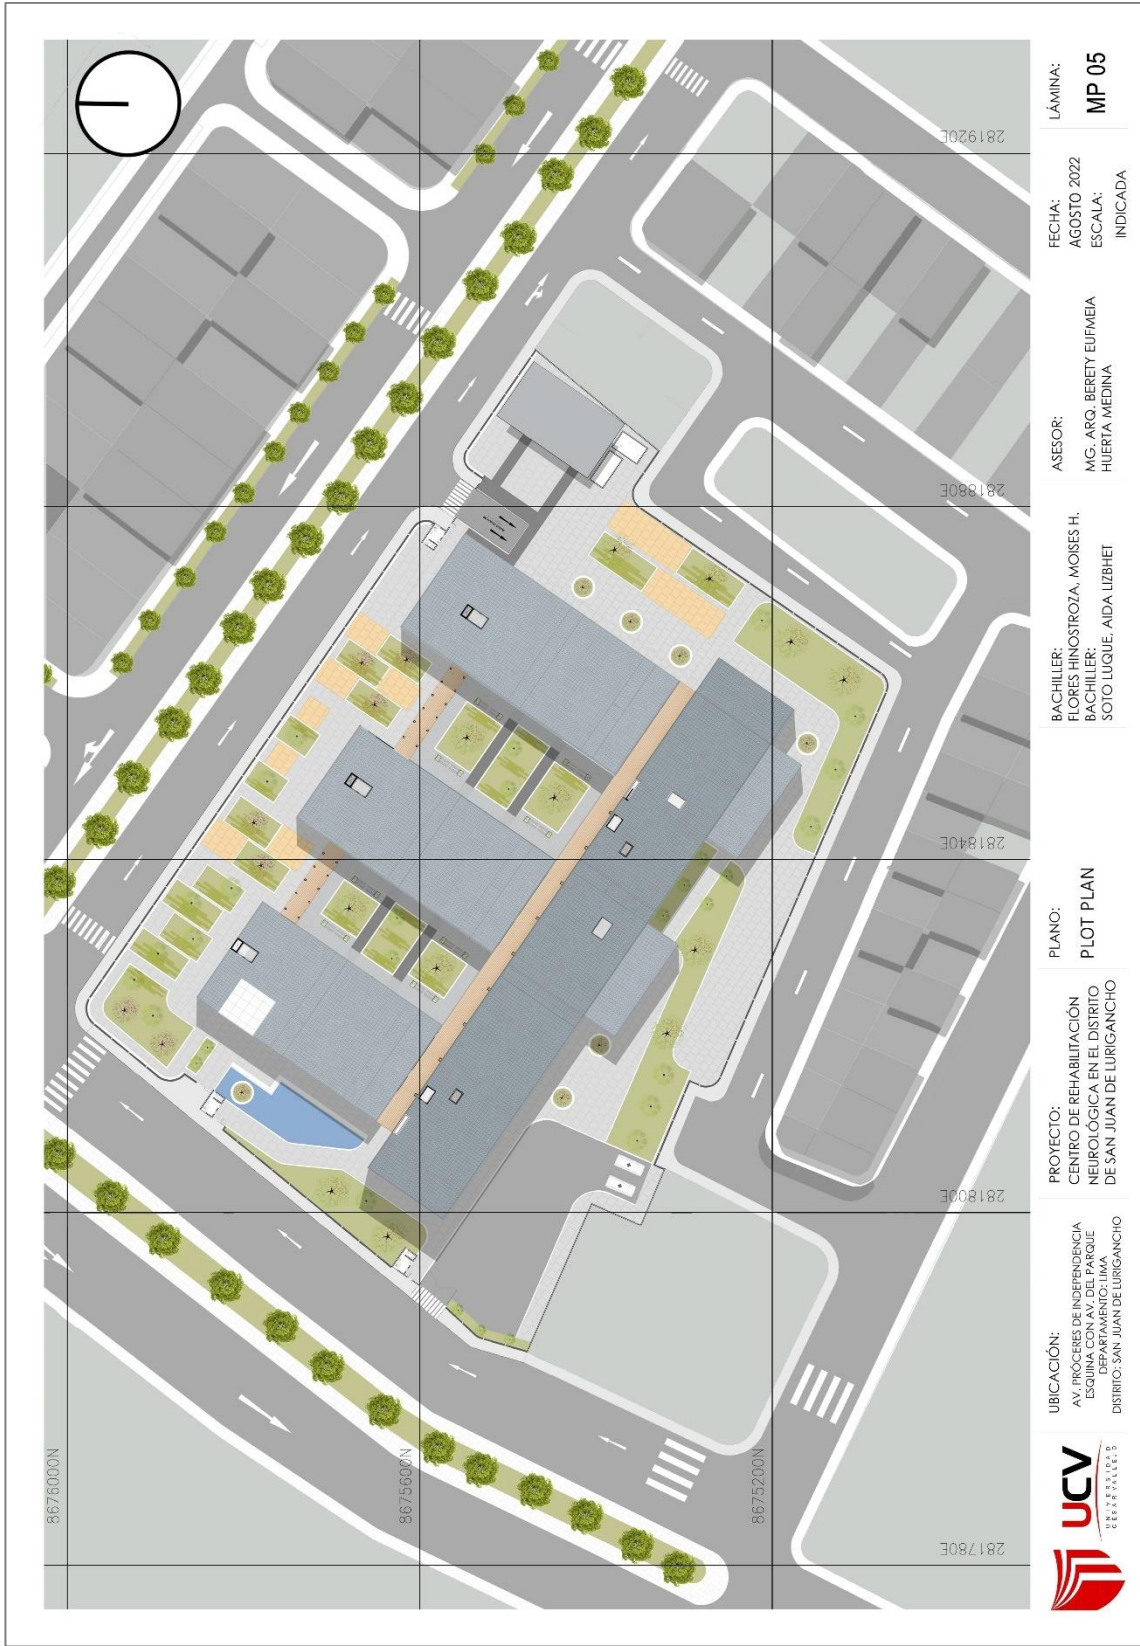 8676000N
8675600N
8675200N
281780E
281800E
281840E
281880E
281920E
UCV
UNIVERSIDAD
CÉSAR VALLEJO
UBICACIÓN:
AV. PRÓCERES DE INDEPENDENCIA
ESQUINA CON AV. DEL PARQUE
DEPARTAMENTO: LIMA
DISTRITO: SAN JUAN DE LURIGANCHO
PROYECTO:
CENTRO DE REHABILITACIÓN
NEUROLÓGICA EN EL DISTRITO
DE SAN JUAN DE LURIGANCHO
PLANO:
PLOT PLAN
BACHILLER:
FLORES HINOSTROZA, MOISES H.
BACHILLER:
SOTO LUQUE, AIDA LIZBHET
ASESOR:
MG. ARQ. BERETY EUFMEIA
HUERTA MEDINA
FECHA:
AGOSTO 2022
ESCALA:
INDICADA
LÁMINA:
MP 05